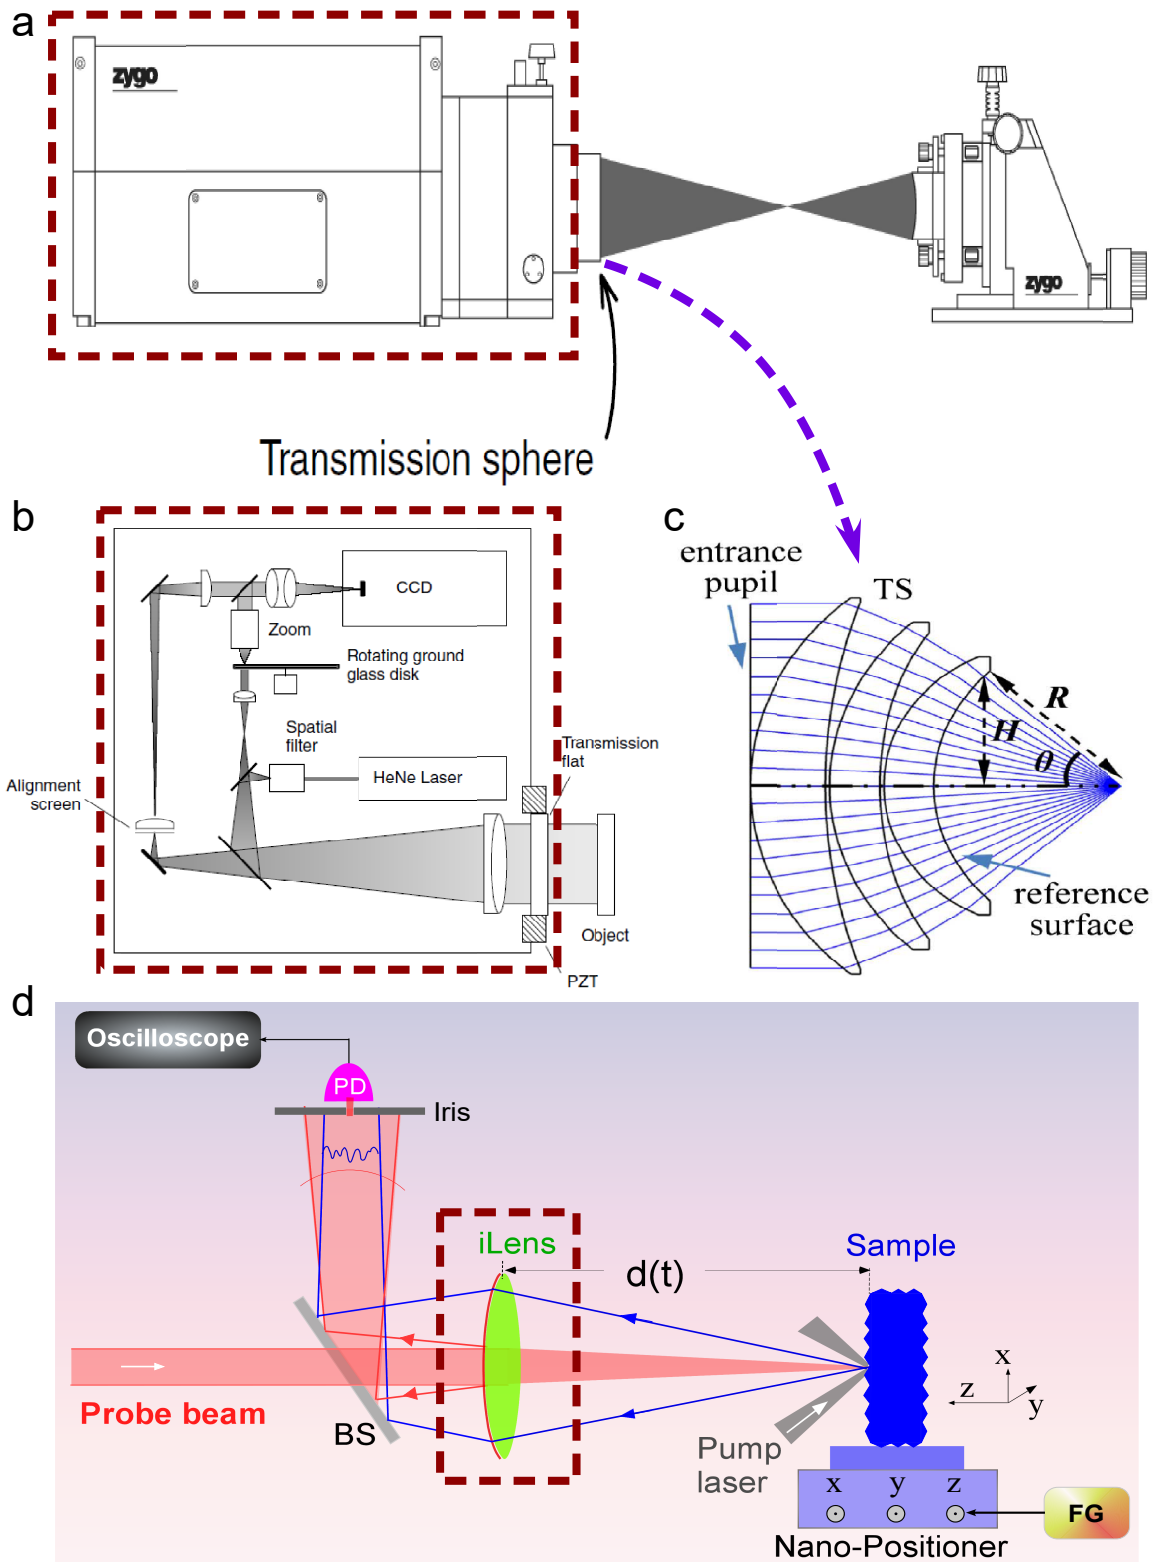 a
zygo
zygo
Transmission sphere
b
CCD
Zoom
Rotating ground
glass disk
Spatial
filter
HeNe Laser
Transmission
flat
Alignment
screen
Object
PZT
c
entrance
pupil
TS
R
H
θ
reference
surface
d
Oscilloscope
PD
Iris
iLens
d(t)
Sample
Probe beam
BS
Pump
laser
x
z
y
x y z
FG
Nano-Positioner